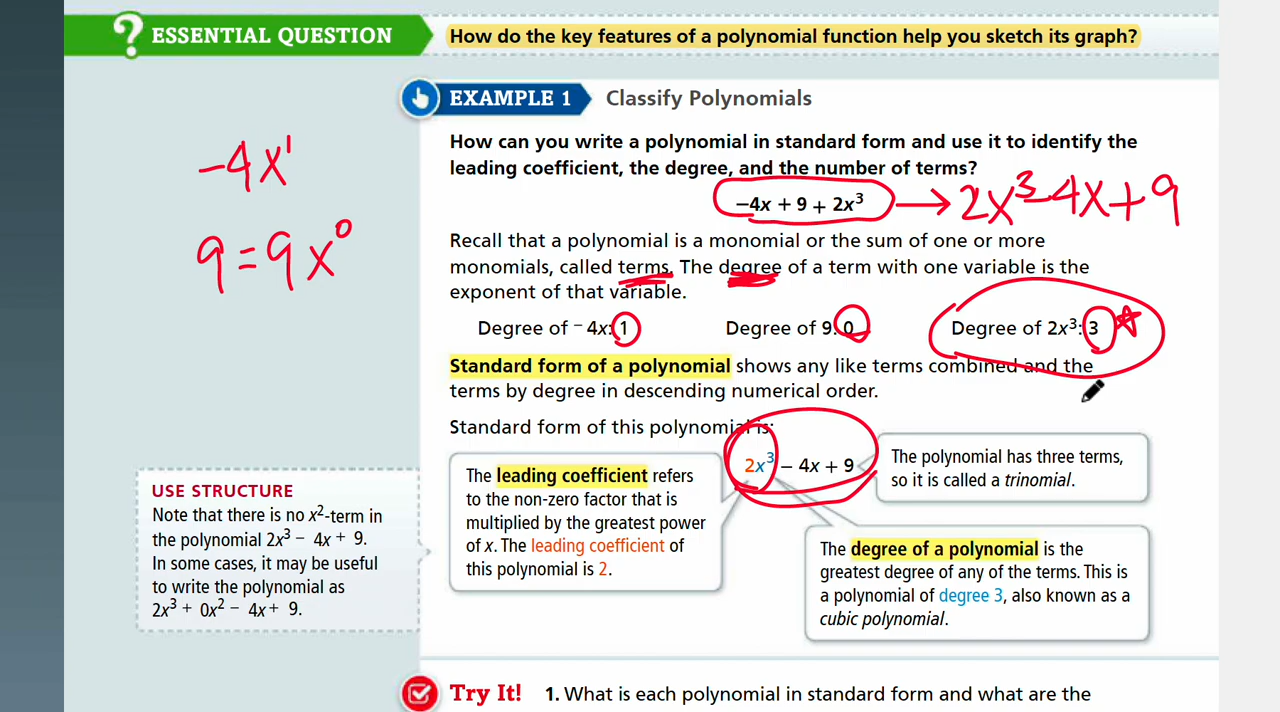 ? ESSENTIAL QUESTION
How do the key features of a polynomial function help you sketch its graph?
EXAMPLE 1 Classify Polynomials
How can you write a polynomial in standard form and use it to identify the
leading coefficient, the degree, and the number of terms?
−4x + 9 + 2x³ → 2x³-4x+9
-4x¹
9=9x⁰
Recall that a polynomial is a monomial or the sum of one or more
monomials, called terms. The degree of a term with one variable is the
exponent of that variable.
Degree of −4x: 1 Degree of 9: 0 Degree of 2x³: 3
Standard form of a polynomial shows any like terms combined and the
terms by degree in descending numerical order.
Standard form of this polynomial is:
2x³ − 4x + 9
The leading coefficient refers
to the non-zero factor that is
multiplied by the greatest power
of x. The leading coefficient of
this polynomial is 2.
The polynomial has three terms,
so it is called a trinomial.
The degree of a polynomial is the
greatest degree of any of the terms. This is
a polynomial of degree 3, also known as a
cubic polynomial.
USE STRUCTURE
Note that there is no x²-term in
the polynomial 2x³ − 4x + 9.
In some cases, it may be useful
to write the polynomial as
2x³ + 0x² − 4x + 9.
Try It! 1. What is each polynomial in standard form and what are the